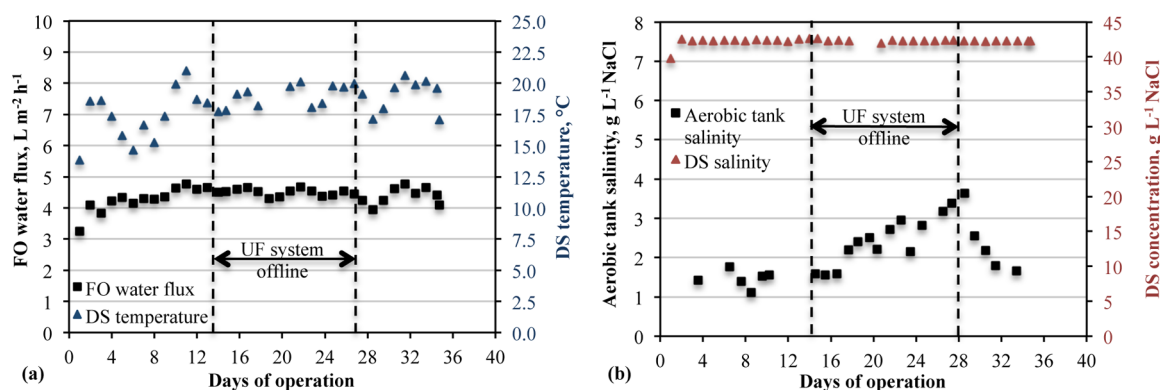 10
9
8
7
6
5
4
3
2
1
0
FO water flux, L m⁻² h⁻¹
25.0
22.5
20.0
17.5
15.0
12.5
10.0
7.5
5.0
2.5
0.0
DS temperature, °C
UF system
offline
FO water flux
DS temperature
0 4 8 12 16 20 24 28 32 36 40
(a) Days of operation
8
7
6
5
4
3
2
1
0
Aerobic tank salinity, g L⁻¹ NaCl
45
40
35
30
25
20
15
10
5
0
DS concentration, g L⁻¹ NaCl
Aerobic tank
salinity
DS salinity
UF system
offline
0 4 8 12 16 20 24 28 32 36 40
(b) Days of operation